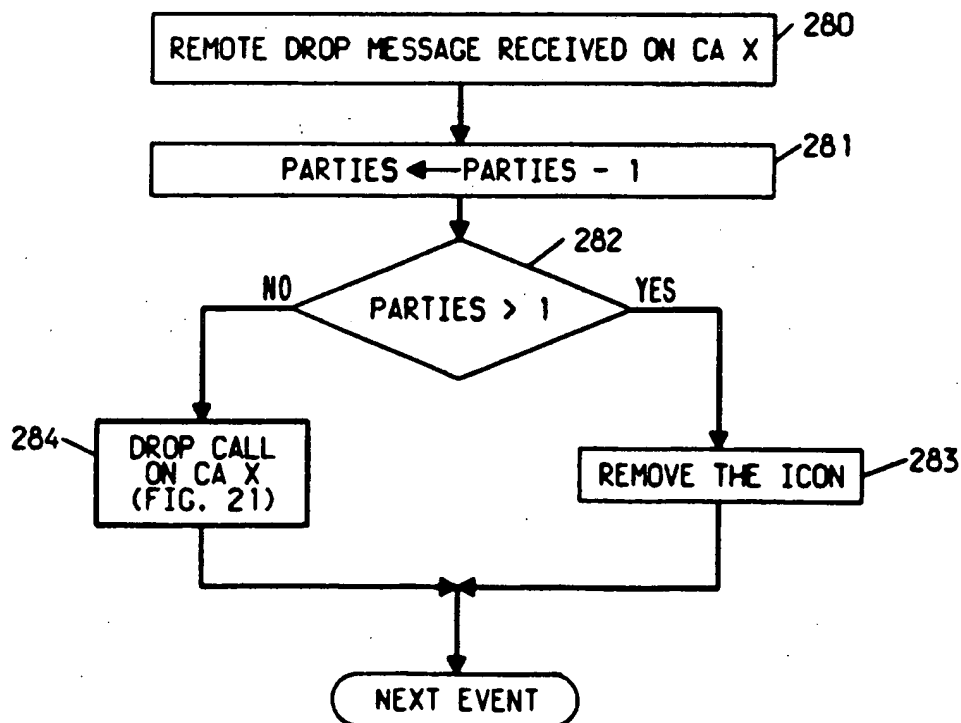 REMOTE DROP MESSAGE RECEIVED ON CA X
280
PARTIES ← PARTIES - 1
281
282
NO
PARTIES > 1
YES
284
DROP CALL
ON CA X
(FIG. 21)
REMOVE THE ICON
283
NEXT EVENT